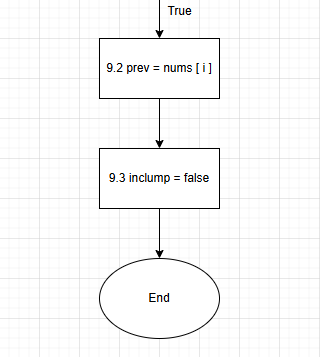 True
9.2 prev = nums [ i ]
9.3 inclump = false
End